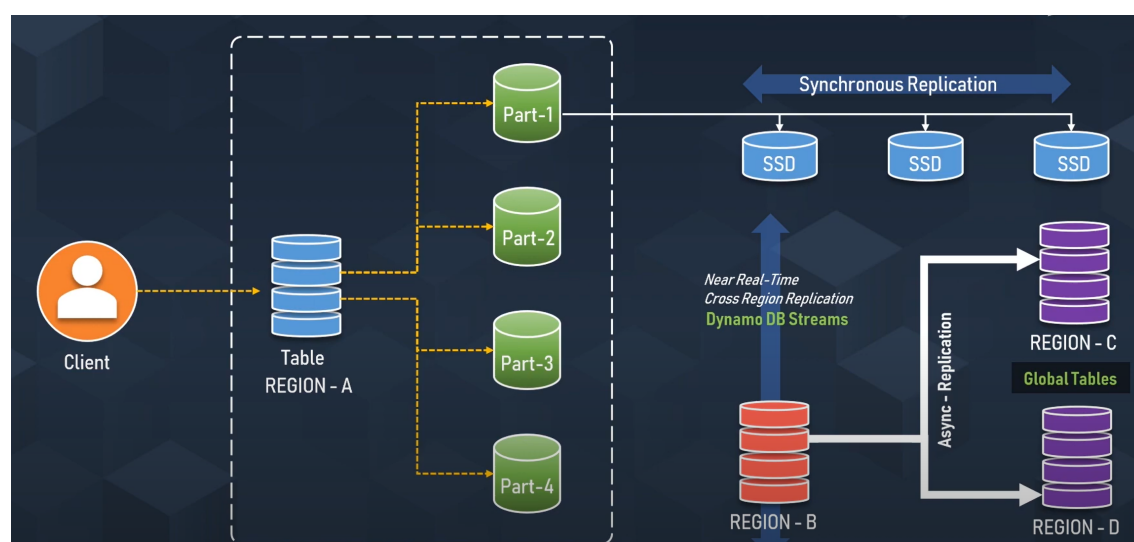 Client
Table
REGION - A
Part-1
Part-2
Part-3
Part-4
Synchronous Replication
SSD
SSD
SSD
Near Real-Time
Cross Region Replication
Dynamo DB Streams
REGION - B
Async - Replication
REGION - C
Global Tables
REGION - D